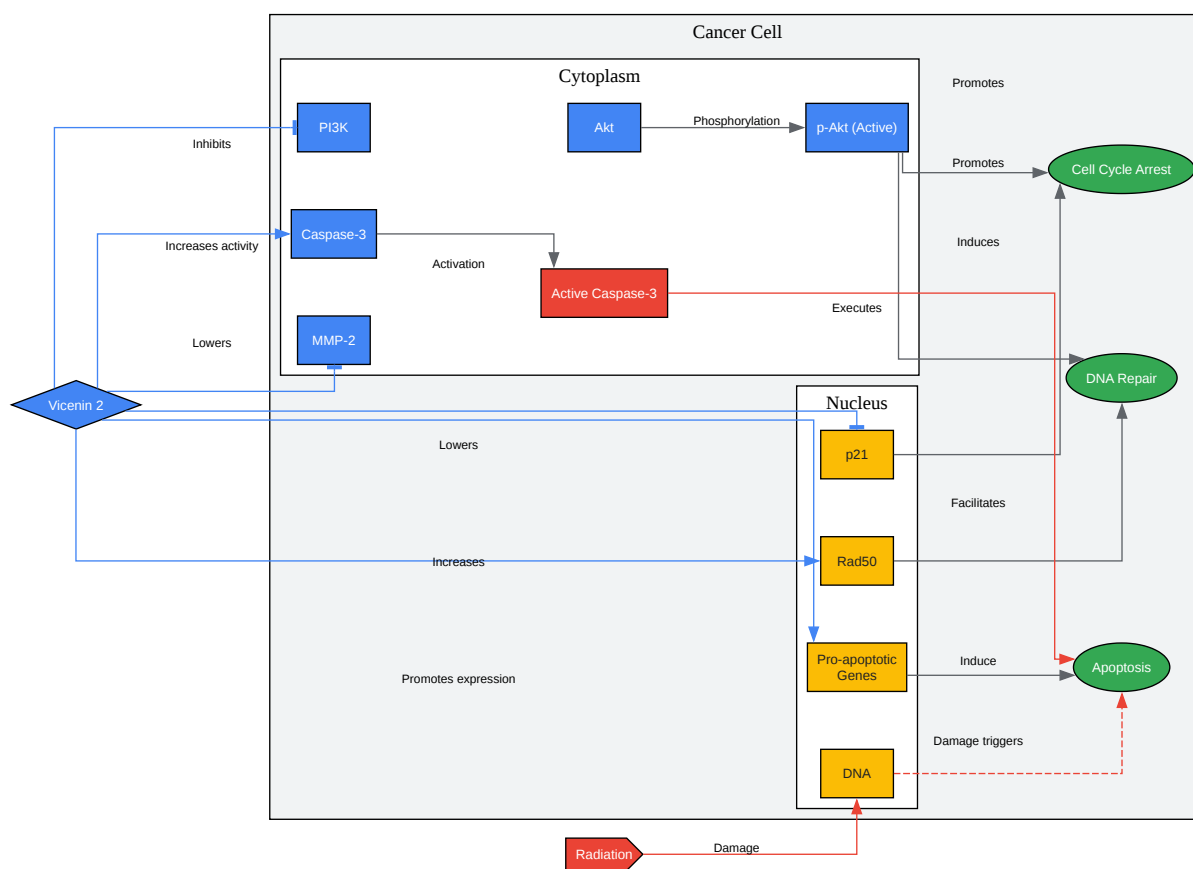 Cancer Cell
Cytoplasm
Promotes
PI3K
Akt
Phosphorylation
p-Akt (Active)
Inhibits
Promotes
Cell Cycle Arrest
Caspase-3
Increases activity
Activation
Induces
Active Caspase-3
Executes
MMP-2
Lowers
DNA Repair
Vicenin 2
Nucleus
Lowers
p21
Facilitates
Increases
Rad50
Pro-apoptotic
Genes
Induce
Apoptosis
Promotes expression
Damage triggers
DNA
Radiation
Damage